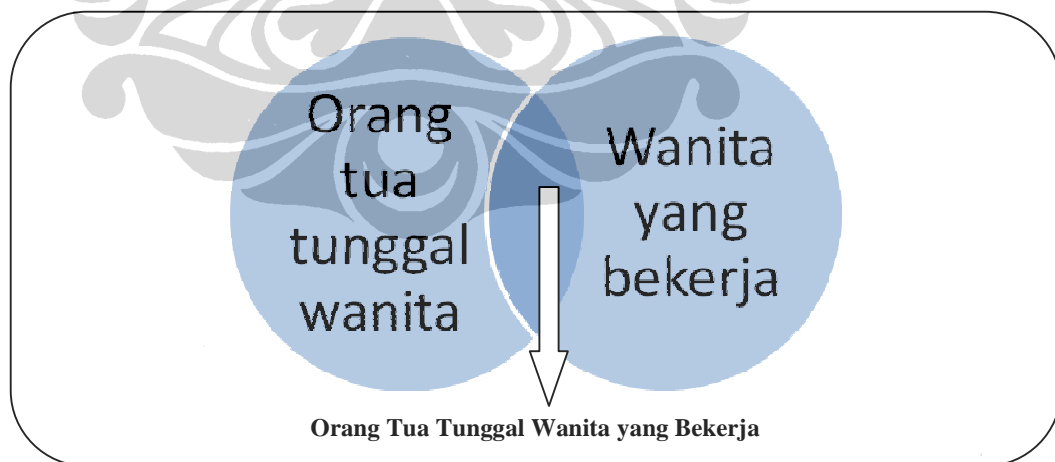 Orang
tua
tunggal
wanita
Wanita
yang
bekerja
Orang Tua Tunggal Wanita yang Bekerja